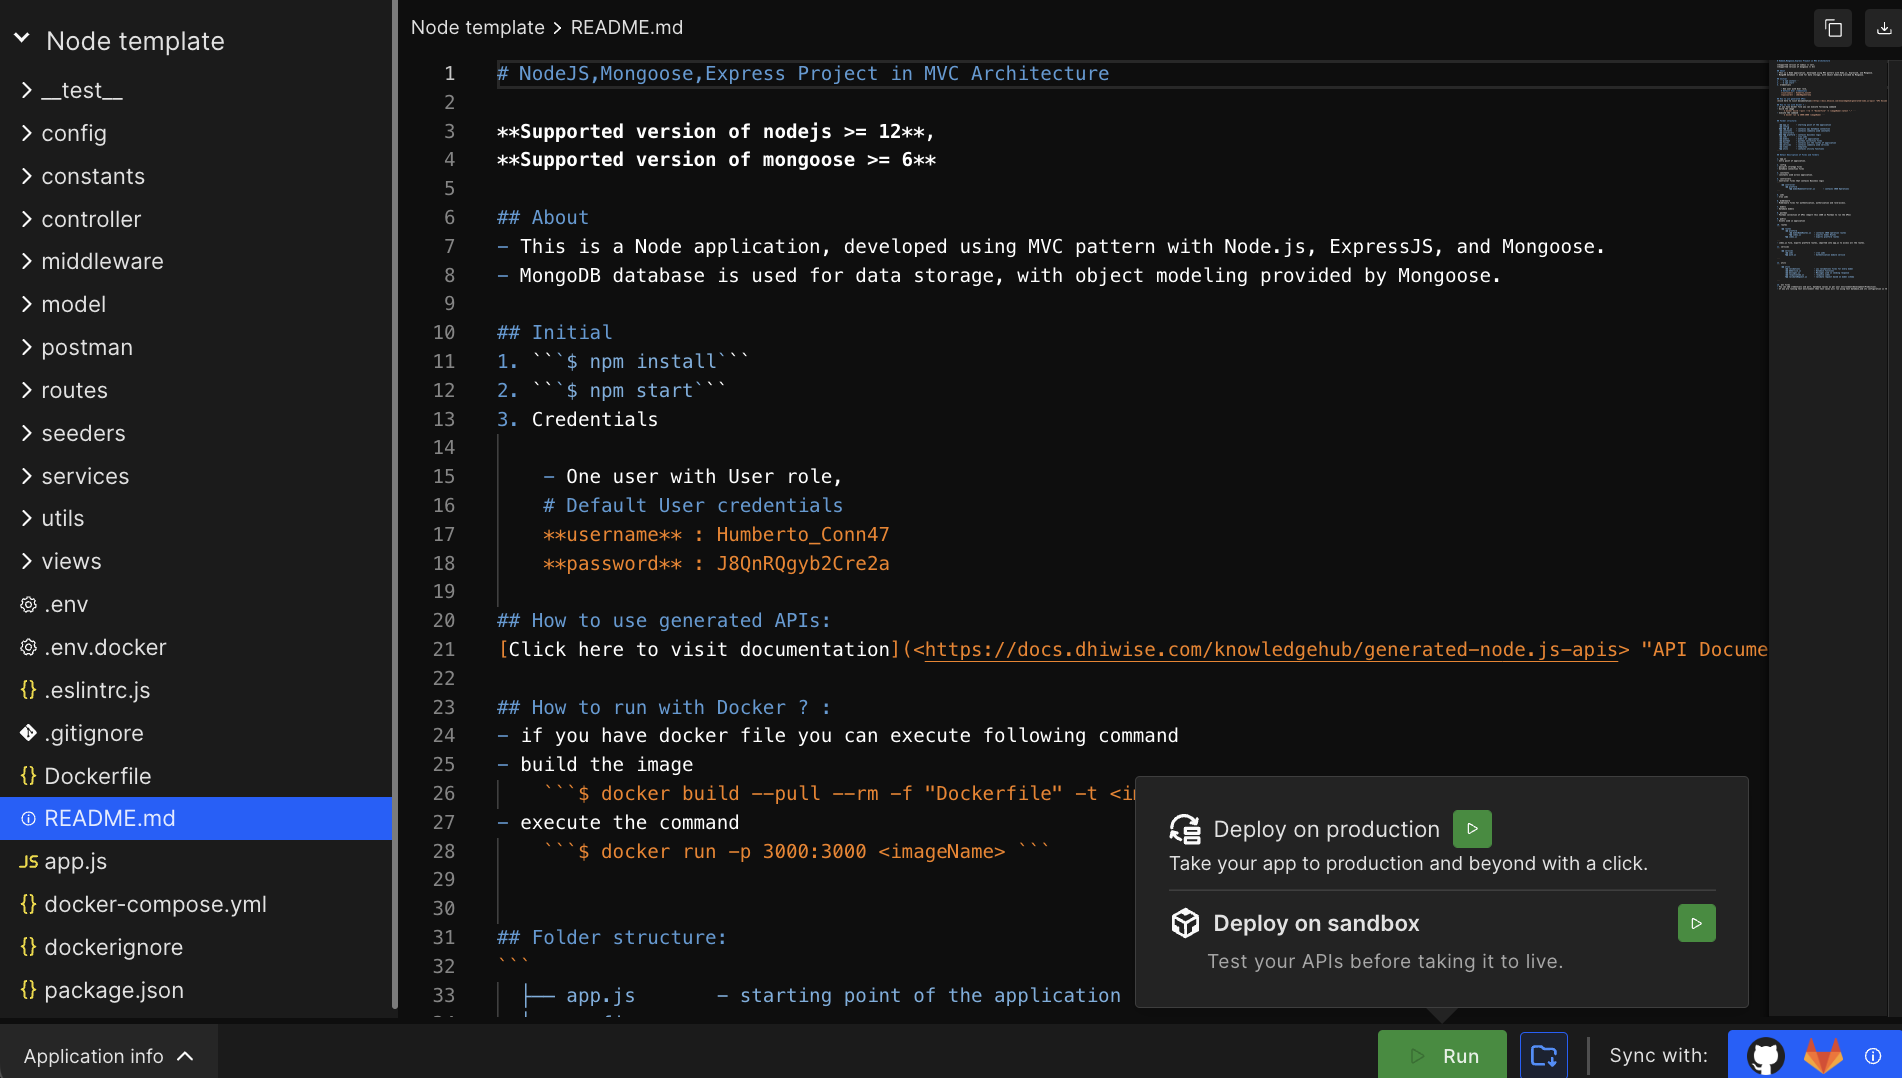 Node template
__test__
config
constants
controller
middleware
model
postman
routes
seeders
services
utils
views
.env
.env.docker
{} .eslintrc.js
.gitignore
{} Dockerfile
README.md
JS app.js
{} docker-compose.yml
{} dockerignore
{} package.json
Application info
Node template > README.md
1 # NodeJS,Mongoose,Express Project in MVC Architecture
2
3 **Supported version of nodejs >= 12**,
4 **Supported version of mongoose >= 6**
5
6 ## About
7 - This is a Node application, developed using MVC pattern with Node.js, ExpressJS, and Mongoose.
8 - MongoDB database is used for data storage, with object modeling provided by Mongoose.
9
10 ## Initial
11 1. ```$ npm install```
12 2. ```$ npm start```
13 3. Credentials
14
15 - One user with User role,
16 # Default User credentials
17 **username** : Humberto_Conn47
18 **password** : J8QnRQgyb2Cre2a
19
20 ## How to use generated APIs:
21 [Click here to visit documentation](<https://docs.dhiwise.com/knowledgehub/generated-node.js-apis> "API Docume
22
23 ## How to run with Docker ? :
24 - if you have docker file you can execute following command
25 - build the image
26 ```$ docker build --pull --rm -f "Dockerfile" -t <i
27 - execute the command
28 ```$ docker run -p 3000:3000 <imageName> ```
29
30
31 ## Folder structure:
32 ```
33 ├── app.js - starting point of the application
Deploy on production
Take your app to production and beyond with a click.
Deploy on sandbox
Test your APIs before taking it to live.
Run
Sync with: